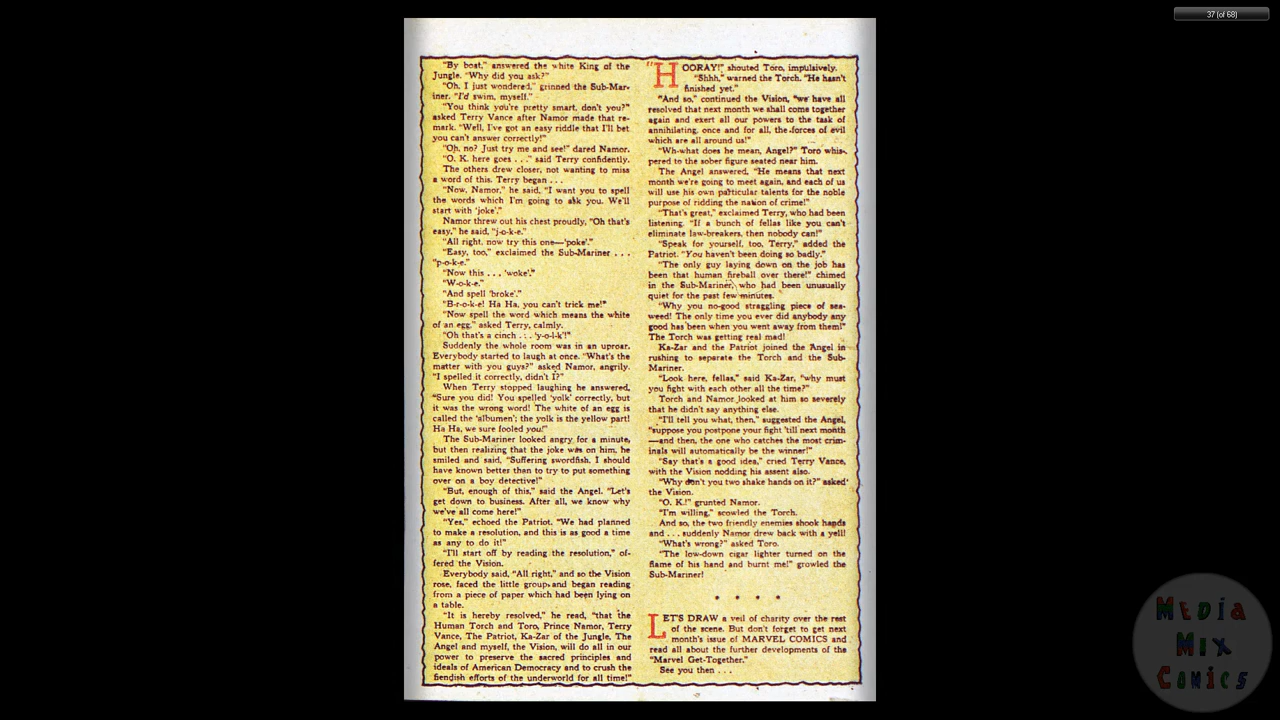 37 (of 68)
"By boat," answered the white King of the
Jungle. "Why did you ask?"
"Oh, I just wondered," grinned the Sub-Mar-
iner. "I'd swim, myself."
"You think you're pretty smart, don't you?"
asked Terry Vance after Namor made that re-
mark. "Well, I've got an easy riddle that I'll bet
you can't answer correctly!"
"Oh, no? Just try me and see!" dared Namor.
"O. K. here goes . . ." said Terry confidently.
The others drew closer, not wanting to miss
a word of this. Terry began . . .
"Now, Namor," he said, "I want you to spell
the words which I'm going to ask you. We'll
start with 'joke'."
Namor threw out his chest proudly, "Oh that's
easy," he said, "j-o-k-e."
"All right, now try this one—'poke'."
"Easy, too," exclaimed the Sub-Mariner . . .
"p-o-k-e."
"Now this . . . 'woke'."
"W-o-k-e."
"And spell 'broke'."
"B-r-o-k-e! Ha Ha, you can't trick me!"
"Now spell the word which means the white
of an egg," asked Terry, calmly.
"Oh that's a cinch . . . 'y-o-l-k'!"
Suddenly the whole room was in an uproar.
Everybody started to laugh at once. "What's the
matter with you guys?" asked Namor, angrily.
"I spelled it correctly, didn't I?"
When Terry stopped laughing he answered,
"Sure you did! You spelled 'yolk' correctly, but
it was the wrong word! The white of an egg is
called the 'albumen'; the yolk is the yellow part!
Ha Ha, we sure fooled you!"
The Sub-Mariner looked angry for a minute,
but then realizing that the joke was on him, he
smiled and said, "Suffering swordfish, I should
have known better than to try to put something
over on a boy detective!"
"But, enough of this," said the Angel. "Let's
get down to business. After all, we know why
we've all come here!"
"Yes," echoed the Patriot. "We had planned
to make a resolution, and this is as good a time
as any to do it!"
"I'll start off by reading the resolution," of-
fered the Vision.
Everybody said, "All right," and so the Vision
rose, faced the little group and began reading
from a piece of paper which had been lying on
a table.
"It is hereby resolved," he read, "that the
Human Torch and Toro, Prince Namor, Terry
Vance, The Patriot, Ka-Zar of the Jungle, The
Angel and myself, the Vision, will do all in our
power to preserve the sacred principles and
ideals of American Democracy and to crush the
fiendish efforts of the underworld for all time!"
"HOORAY!" shouted Toro, impulsively.
"Shhh," warned the Torch. "He hasn't
finished yet."
"And so," continued the Vision, "we have all
resolved that next month we shall come together
again and exert all our powers to the task of
annihilating, once and for all, the forces of evil
which are all around us!"
"Wh-what does he mean, Angel?" Toro whis-
pered to the sober figure seated near him.
The Angel answered, "He means that next
month we're going to meet again, and each of us
will use his own particular talents for the noble
purpose of ridding the nation of crime!"
"That's great," exclaimed Terry, who had been
listening. "If a bunch of fellas like you can't
eliminate law-breakers, then nobody can!"
"Speak for yourself, too, Terry," added the
Patriot. "You haven't been doing so badly."
"The only guy laying down on the job has
been that human fireball over there!" chimed
in the Sub-Mariner, who had been unusually
quiet for the past few minutes.
"Why you no-good straggling piece of sea-
weed! The only time you ever did anybody any
good has been when you went away from them!"
The Torch was getting real mad!
Ka-Zar and the Patriot joined the Angel in
rushing to separate the Torch and the Sub-
Mariner.
"Look here, fellas," said Ka-Zar, "why must
you fight with each other all the time?"
Torch and Namor looked at him so severely
that he didn't say anything else.
"I'll tell you what, then," suggested the Angel,
"suppose you postpone your fight 'till next month
—and then, the one who catches the most crim-
inals will automatically be the winner!"
"Say that's a good idea," cried Terry Vance,
with the Vision nodding his assent also.
"Why don't you two shake hands on it?" asked
the Vision.
"O. K.!" grunted Namor.
"I'm willing," scowled the Torch.
And so, the two friendly enemies shook hands
and . . . suddenly Namor drew back with a yell!
"What's wrong?" asked Toro.
"The low-down cigar lighter turned on the
flame of his hand and burnt me!" growled the
Sub-Mariner!
* * * *
LET'S DRAW a veil of charity over the rest
of the scene. But don't forget to get next
month's issue of MARVEL COMICS and
read all about the further developments of the
"Marvel Get-Together."
See you then . . .
Media
Mix
Comics